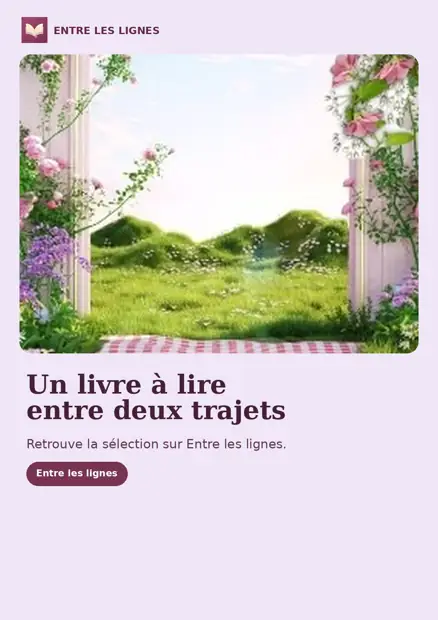 ENTRE LES LIGNES
Un livre à lire
entre deux trajets
Retrouve la sélection sur Entre les lignes.
Entre les lignes